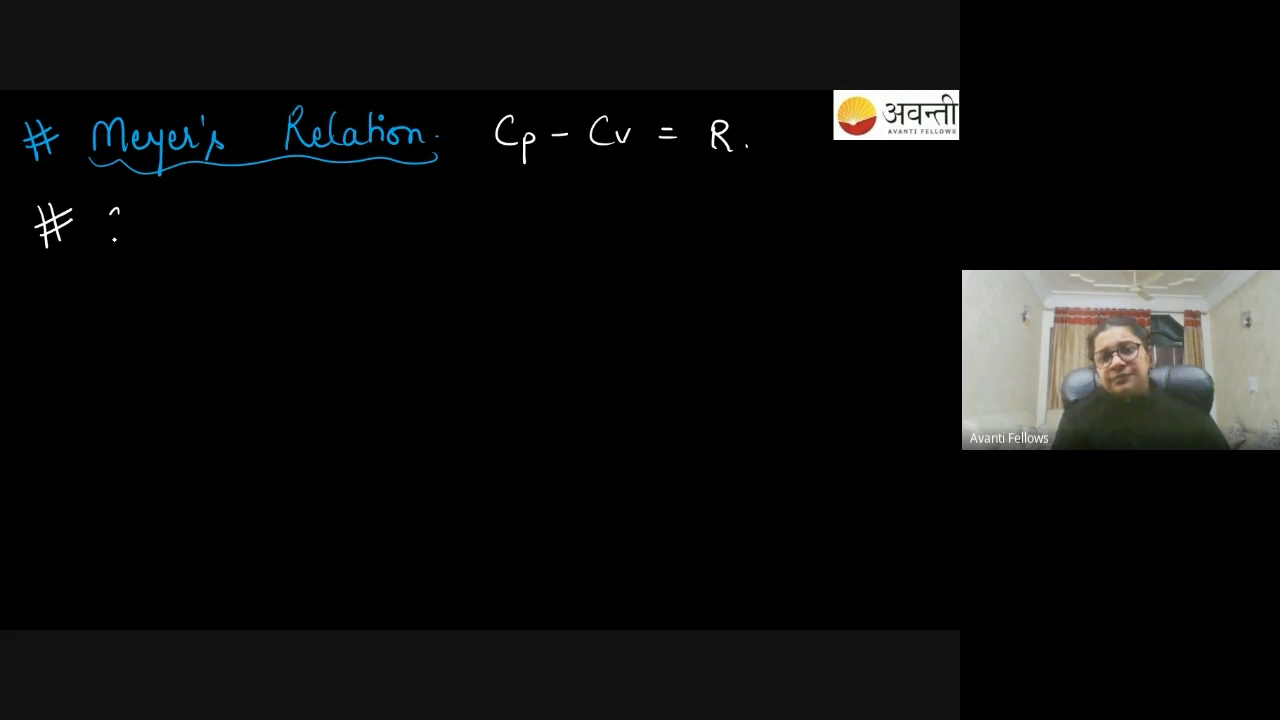 # Meyer's Relation. Cp - Cv = R.
अवन्ती
AVANTI FELLOWS
# ?
Avanti Fellows